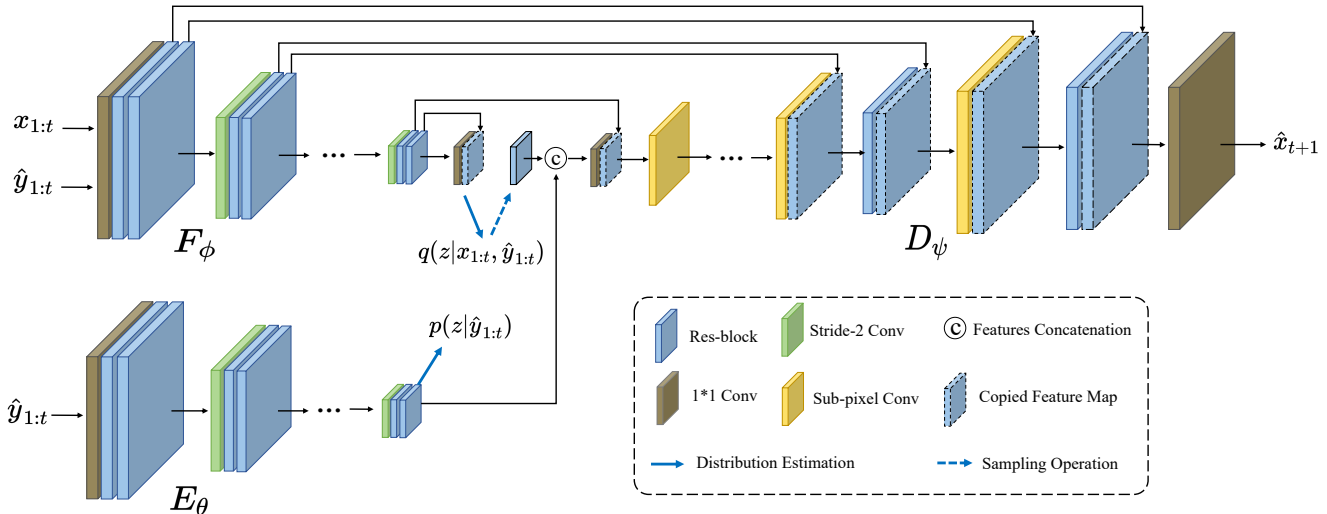 x_{1:t}
ŷ_{1:t}
F_ϕ
q(z|x_{1:t}, ŷ_{1:t})
c
D_ψ
x̂_{t+1}
ŷ_{1:t}
E_θ
p(z|ŷ_{1:t})
Res-block
Stride-2 Conv
c Features Concatenation
1*1 Conv
Sub-pixel Conv
Copied Feature Map
Distribution Estimation
Sampling Operation